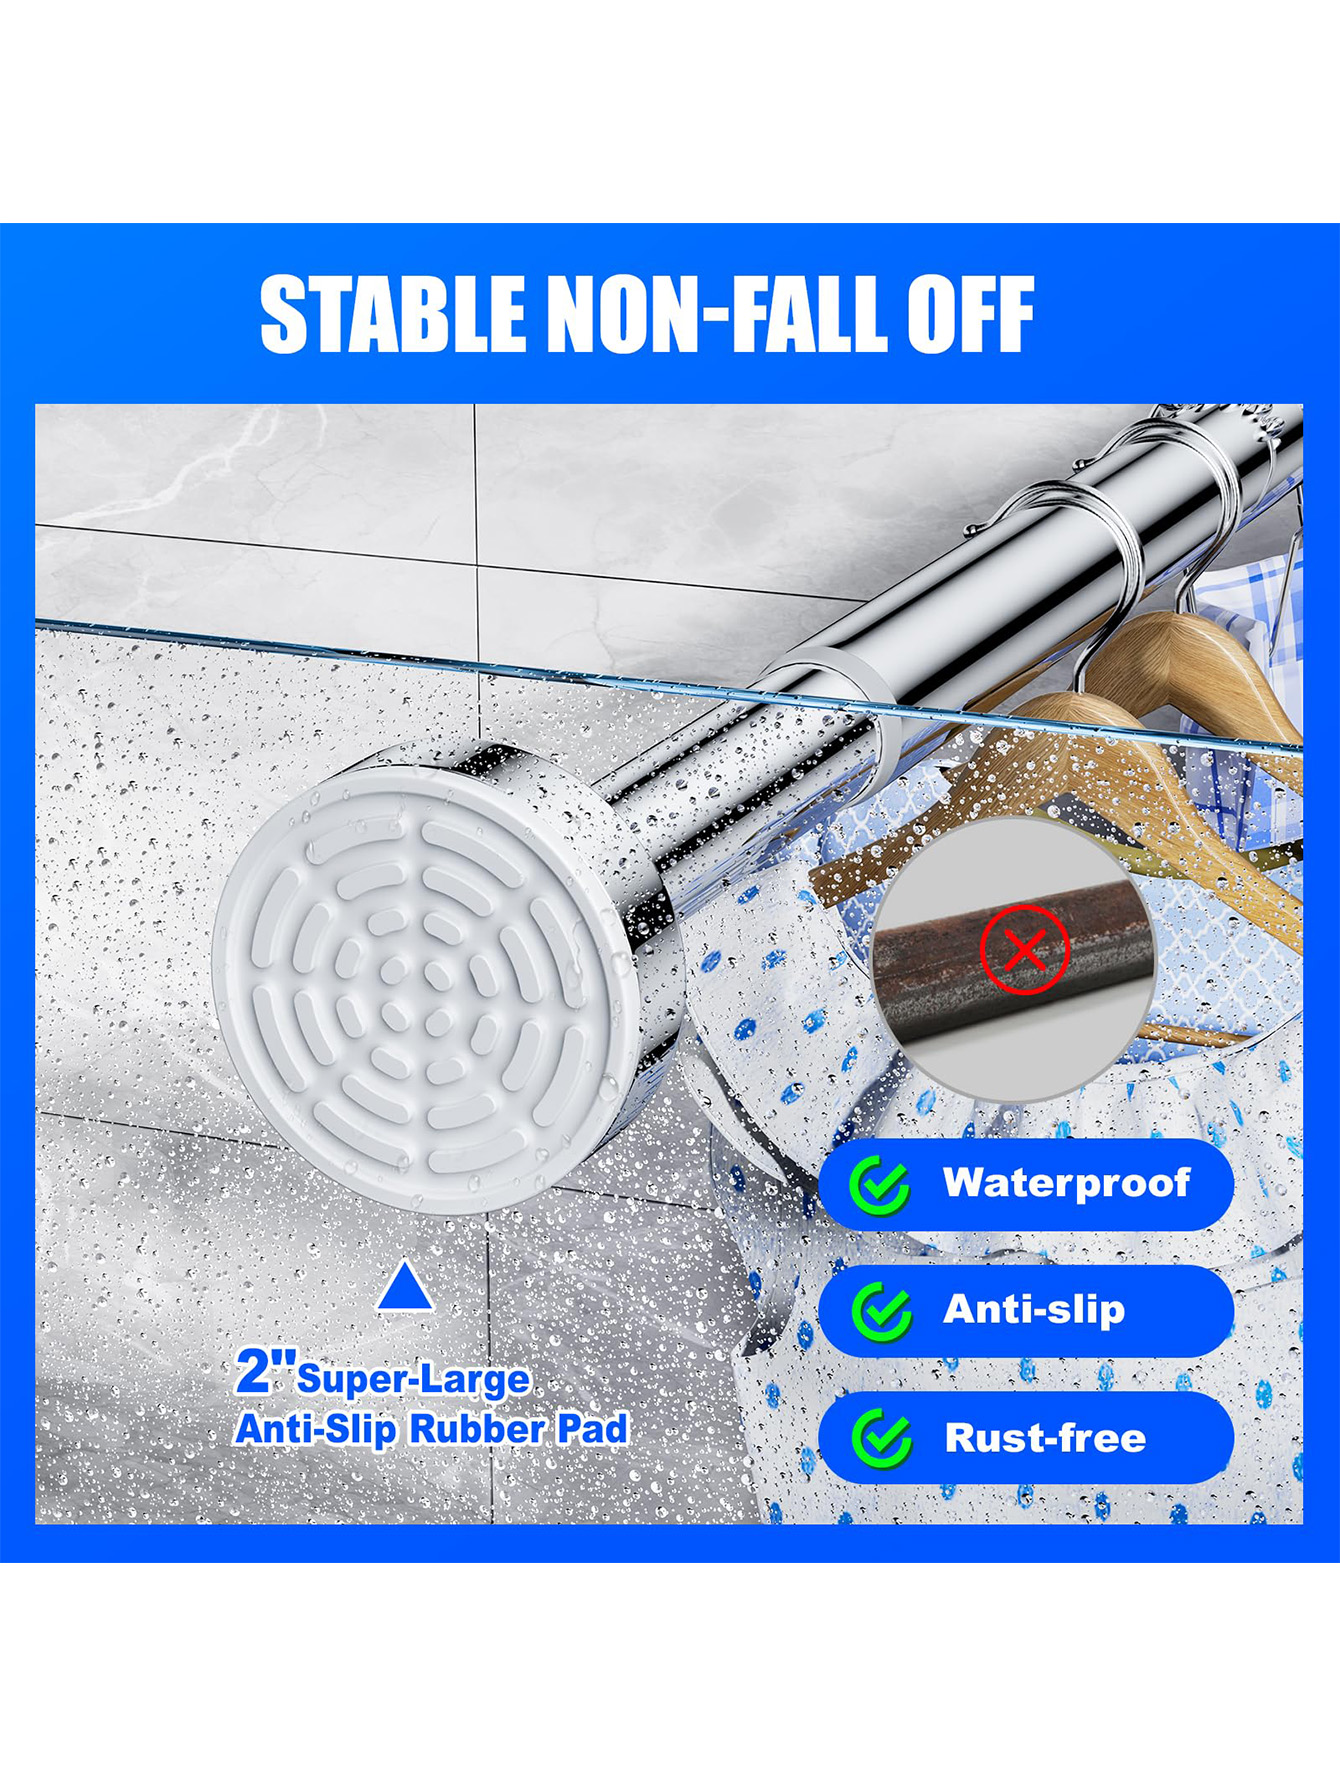 STABLE NON-FALL OFF
Waterproof
Anti-slip
2"Super-Large
Anti-Slip Rubber Pad
Rust-free